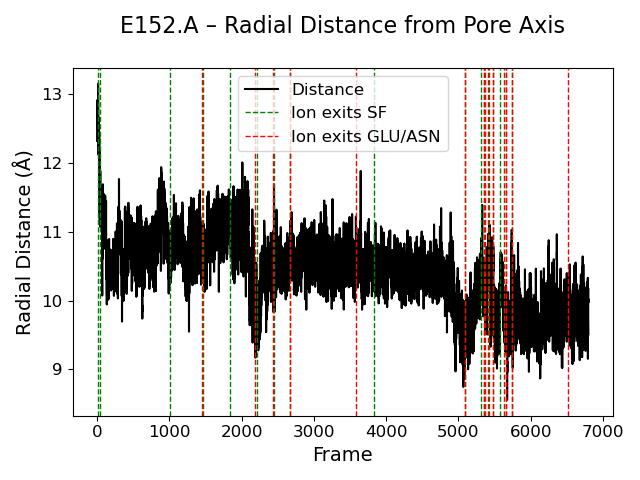 E152.A – Radial Distance from Pore Axis
Distance
Ion exits SF
Ion exits GLU/ASN
Radial Distance (Å)
13
12
11
10
9
0 1000 2000 3000 4000 5000 6000 7000
Frame